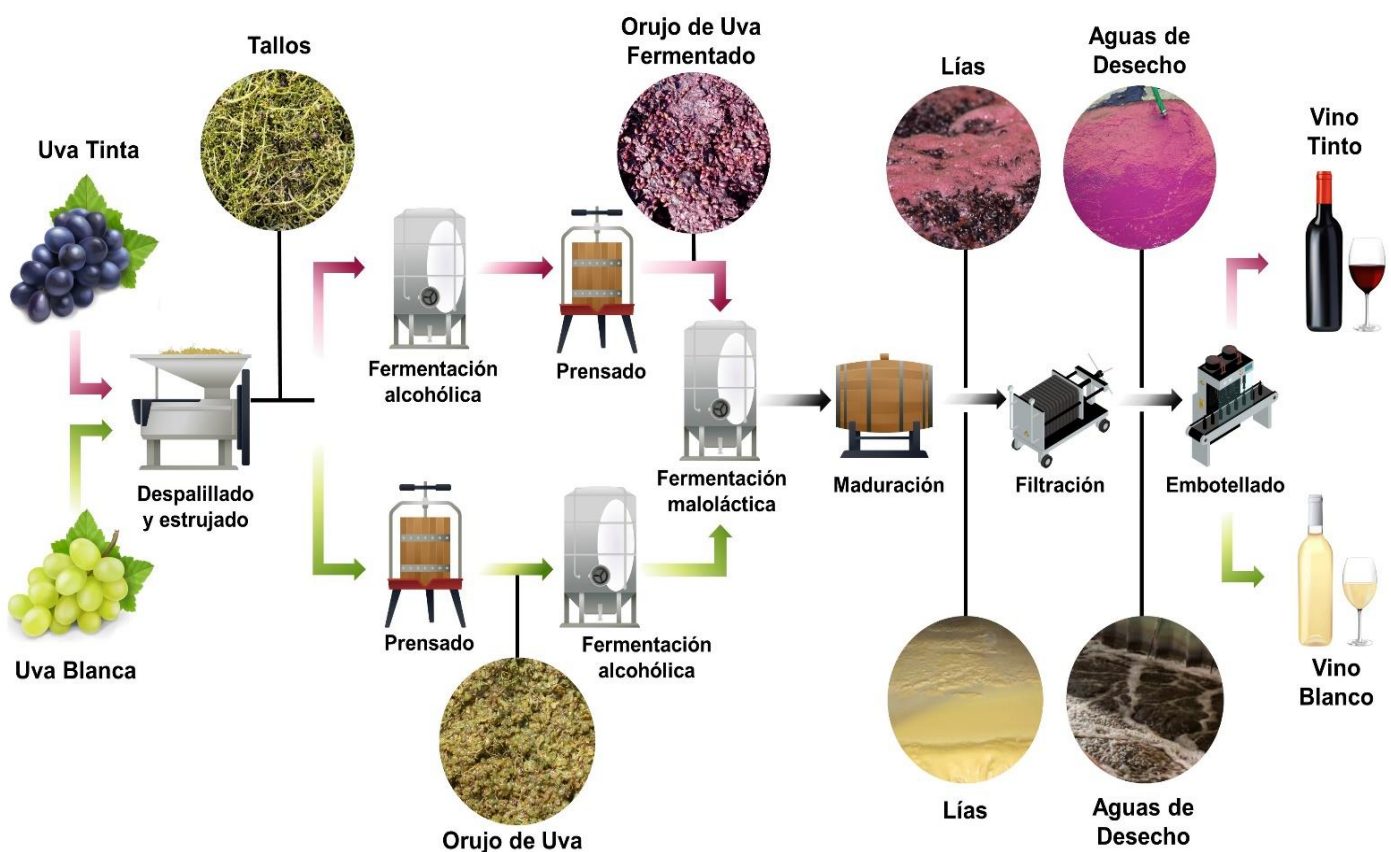 Tallos
Orujo de Uva
Fermentado
Lías
Aguas de
Desecho
Vino
Tinto
Uva Tinta
Fermentación
alcohólica
Prensado
Despalillado
y estrujado
Fermentación
maloláctica
Maduración
Filtración
Embotellado
Uva Blanca
Prensado
Fermentación
alcohólica
Vino
Blanco
Orujo de Uva
Lías
Aguas de
Desecho